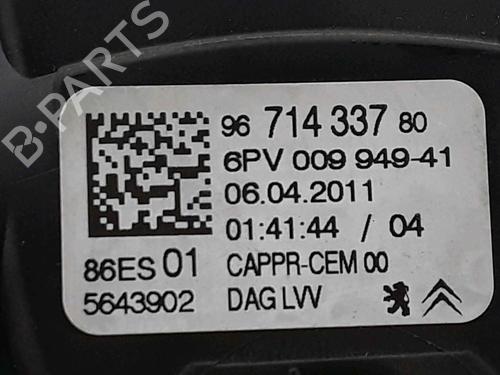 B-PARTS
96 714 337 80
6PV 009 949-41
06.04.2011
01:41:44 / 04
86ES 01 CAPPR-CEM 00
5643902 DAG LVV